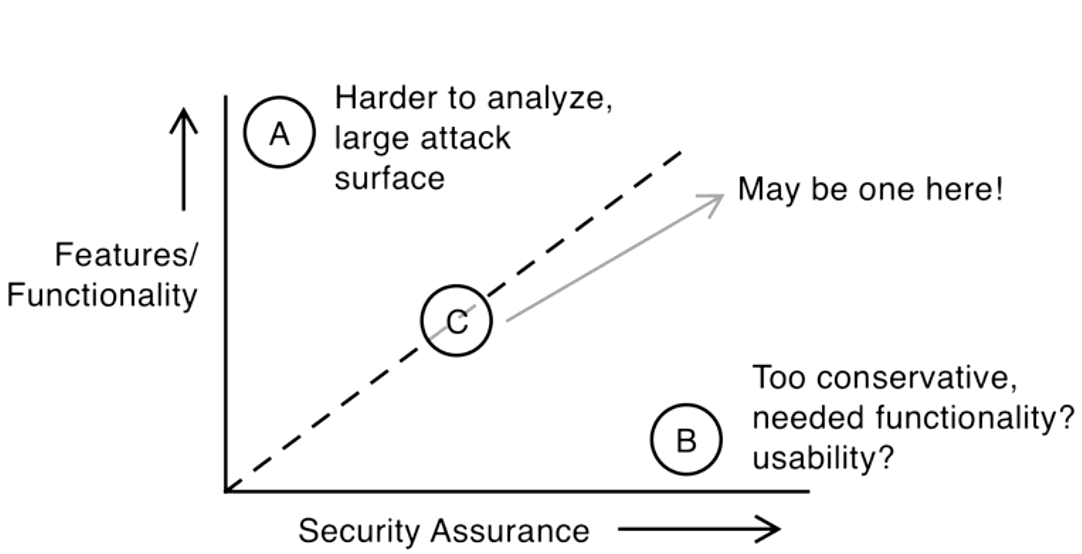 A
Harder to analyze,
large attack
surface
May be one here!
Features/
Functionality
C
Too conservative,
needed functionality?
usability?
B
Security Assurance